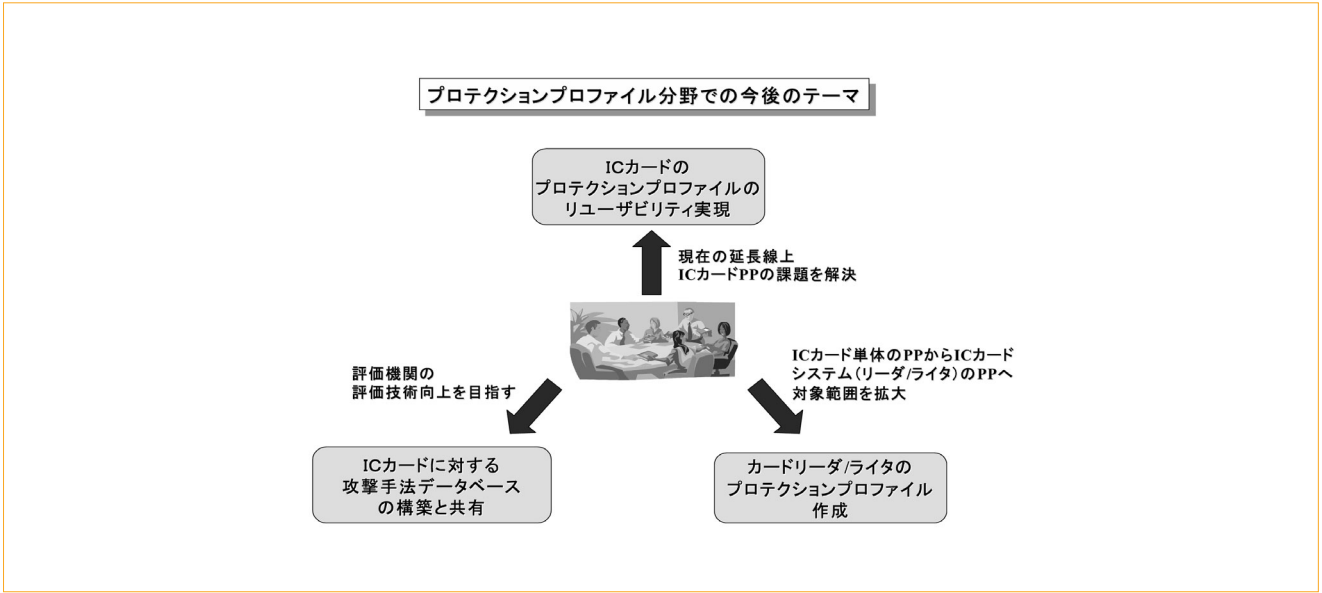 プロテクションプロファイル分野での今後のテーマ
ICカードの
プロテクションプロファイルの
リユーザビリティ実現
現在の延長線上
ICカードPPの課題を解決
評価機関の
評価技術向上を目指す
ICカード単体のPPからICカード
システム(リーダ/ライタ)のPPへ
対象範囲を拡大
ICカードに対する
攻撃手法データベース
の構築と共有
カードリーダ/ライタの
プロテクションプロファイル
作成